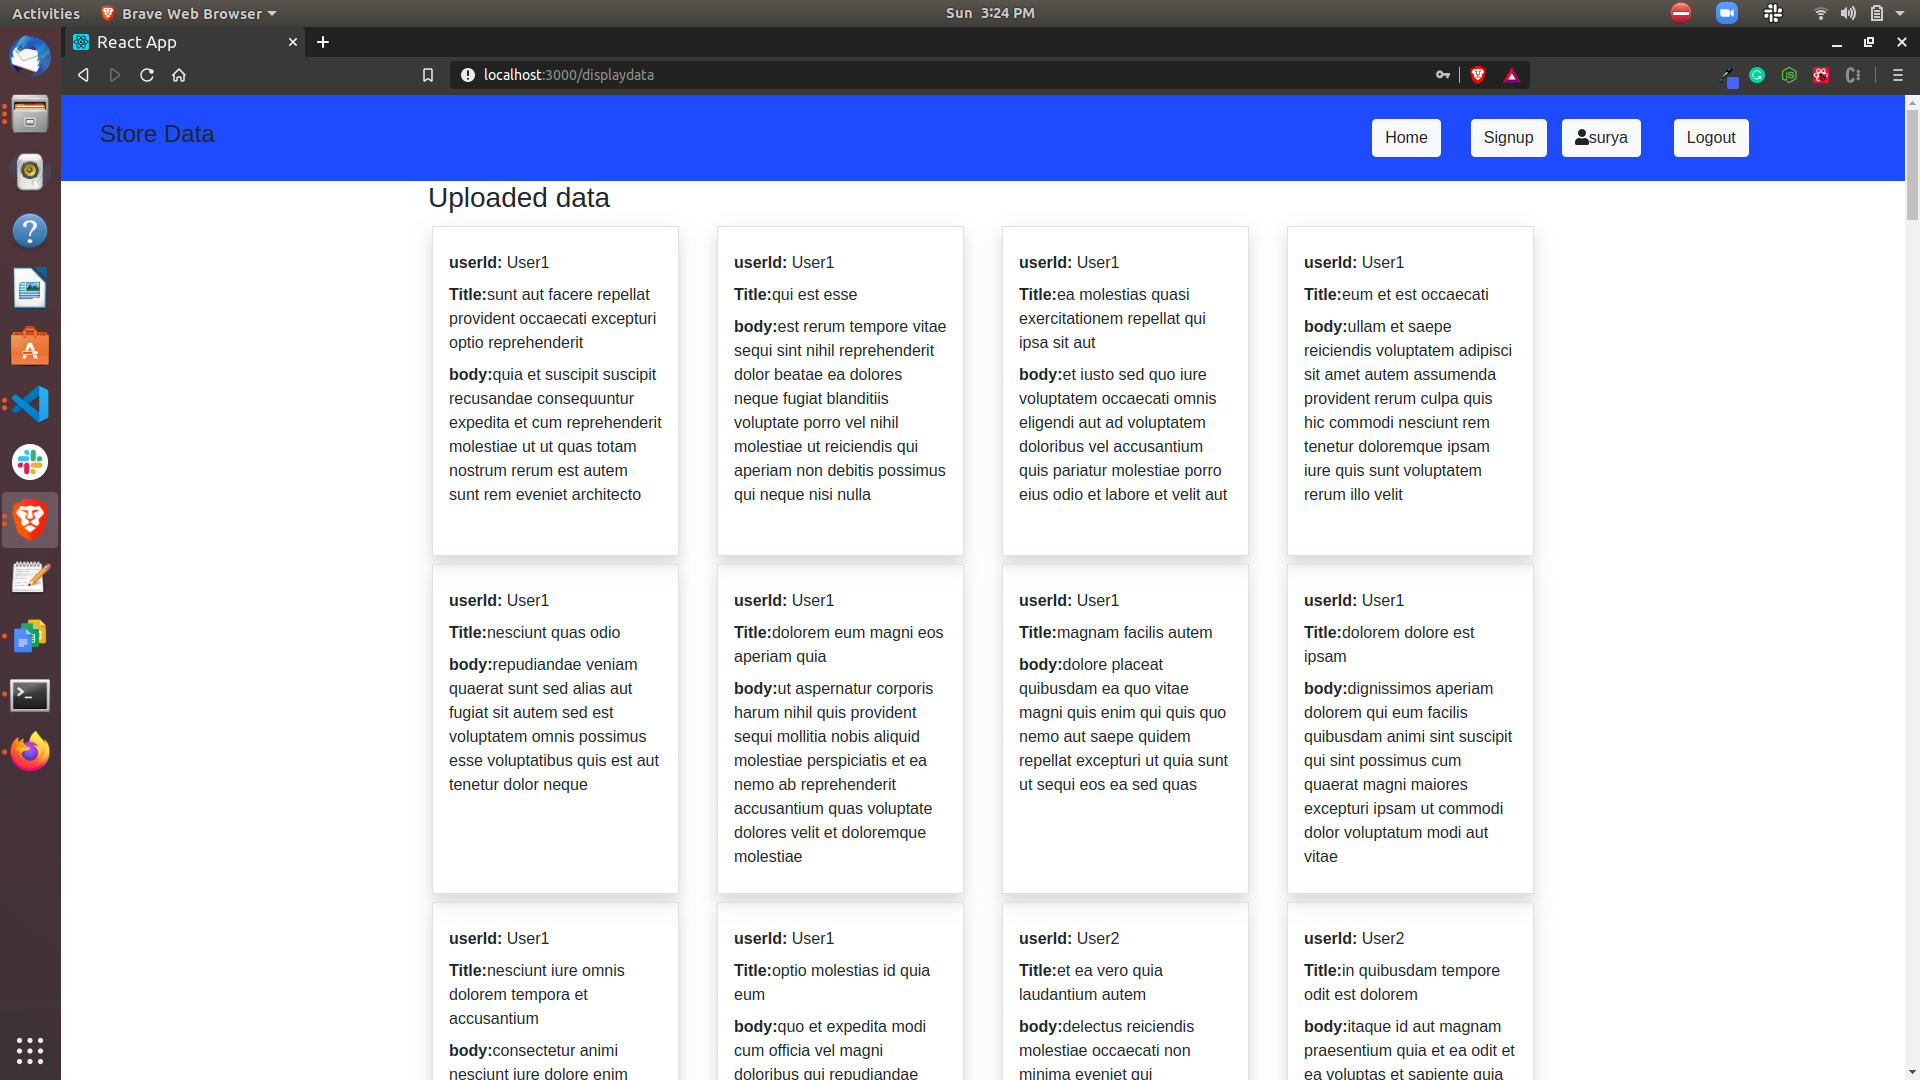 Activities
Brave Web Browser
Sun 3:24 PM
React App
localhost:3000/displaydata
Store Data
Home
Signup
surya
Logout
Uploaded data
userId: User1
Title:sunt aut facere repellat
provident occaecati excepturi
optio reprehenderit
body:quia et suscipit suscipit
recusandae consequuntur
expedita et cum reprehenderit
molestiae ut ut quas totam
nostrum rerum est autem
sunt rem eveniet architecto
userId: User1
Title:qui est esse
body:est rerum tempore vitae
sequi sint nihil reprehenderit
dolor beatae ea dolores
neque fugiat blanditiis
voluptate porro vel nihil
molestiae ut reiciendis qui
aperiam non debitis possimus
qui neque nisi nulla
userId: User1
Title:ea molestias quasi
exercitationem repellat qui
ipsa sit aut
body:et iusto sed quo iure
voluptatem occaecati omnis
eligendi aut ad voluptatem
doloribus vel accusantium
quis pariatur molestiae porro
eius odio et labore et velit aut
userId: User1
Title:eum et est occaecati
body:ullam et saepe
reiciendis voluptatem adipisci
sit amet autem assumenda
provident rerum culpa quis
hic commodi nesciunt rem
tenetur doloremque ipsam
iure quis sunt voluptatem
rerum illo velit
userId: User1
Title:nesciunt quas odio
body:repudiandae veniam
quaerat sunt sed alias aut
fugiat sit autem sed est
voluptatem omnis possimus
esse voluptatibus quis est aut
tenetur dolor neque
userId: User1
Title:dolorem eum magni eos
aperiam quia
body:ut aspernatur corporis
harum nihil quis provident
sequi mollitia nobis aliquid
molestiae perspiciatis et ea
nemo ab reprehenderit
accusantium quas voluptate
dolores velit et doloremque
molestiae
userId: User1
Title:magnam facilis autem
body:dolore placeat
quibusdam ea quo vitae
magni quis enim qui quis quo
nemo aut saepe quidem
repellat excepturi ut quia sunt
ut sequi eos ea sed quas
userId: User1
Title:dolorem dolore est
ipsam
body:dignissimos aperiam
dolorem qui eum facilis
quibusdam animi sint suscipit
qui sint possimus cum
quaerat magni maiores
excepturi ipsam ut commodi
dolor voluptatum modi aut
vitae
userId: User1
Title:nesciunt iure omnis
dolorem tempora et
accusantium
body:consectetur animi
nesciunt iure dolore enim
userId: User1
Title:optio molestias id quia
eum
body:quo et expedita modi
cum officia vel magni
doloribus qui repudiandae
userId: User2
Title:et ea vero quia
laudantium autem
body:delectus reiciendis
molestiae occaecati non
minima eveniet qui
userId: User2
Title:in quibusdam tempore
odit est dolorem
body:itaque id aut magnam
praesentium quia et ea odit et
ea voluptas et sapiente quia